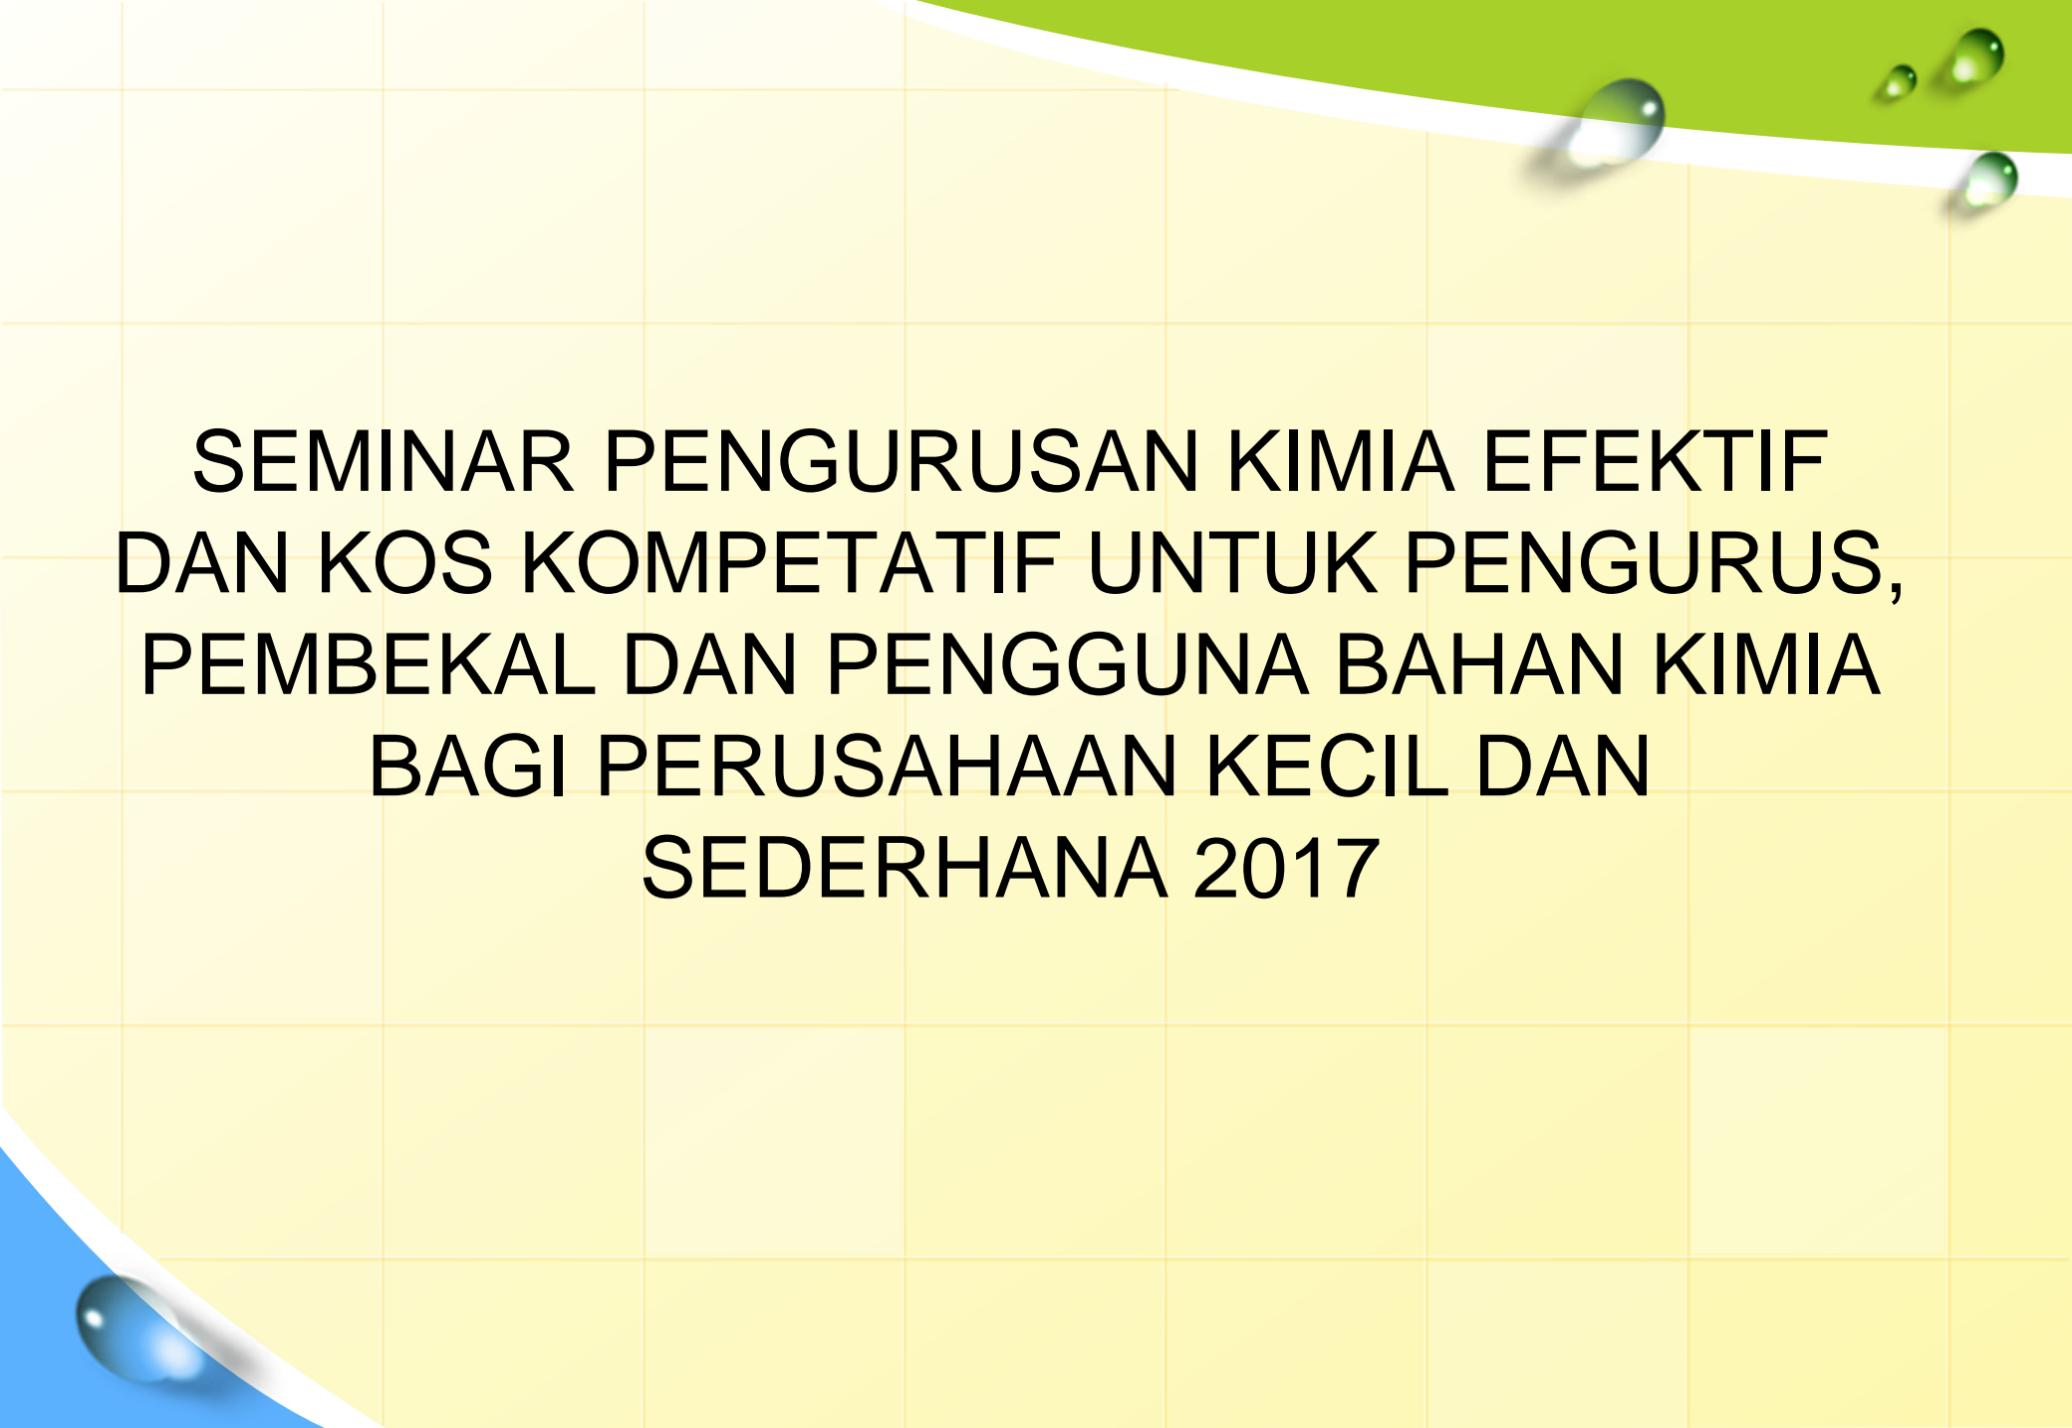 SEMINAR PENGURUSAN KIMIA EFEKTIF
DAN KOS KOMPETATIF UNTUK PENGURUS,
PEMBEKAL DAN PENGGUNA BAHAN KIMIA
BAGI PERUSAHAAN KECIL DAN
SEDERHANA 2017